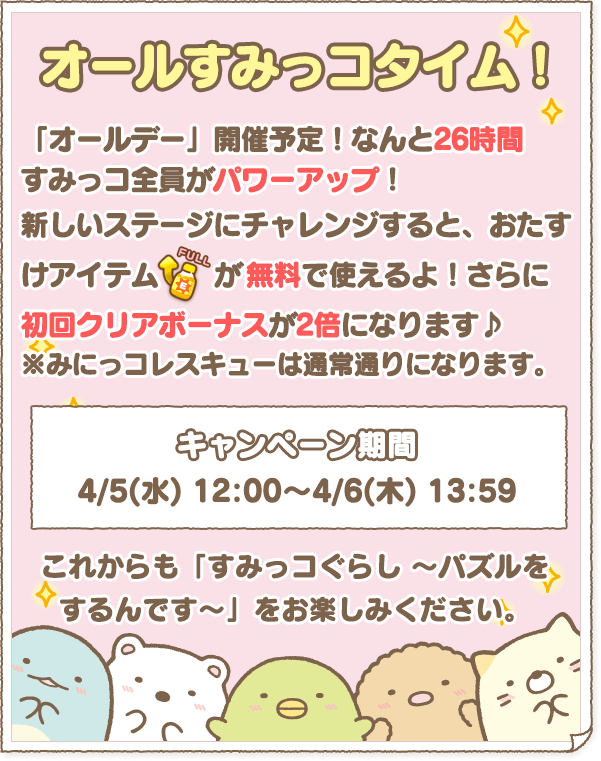 オールすみっコタイム！
「オールデー」開催予定！なんと26時間
すみっコ全員がパワーアップ！
新しいステージにチャレンジすると、おたす
けアイテム FULL が無料で使えるよ！さらに
初回クリアボーナスが2倍になります♪
※みにっコレスキューは通常通りになります。
キャンペーン期間
4/5(水) 12:00～4/6(木) 13:59
これからも「すみっコぐらし ～パズルを
するんです～」をお楽しみください。